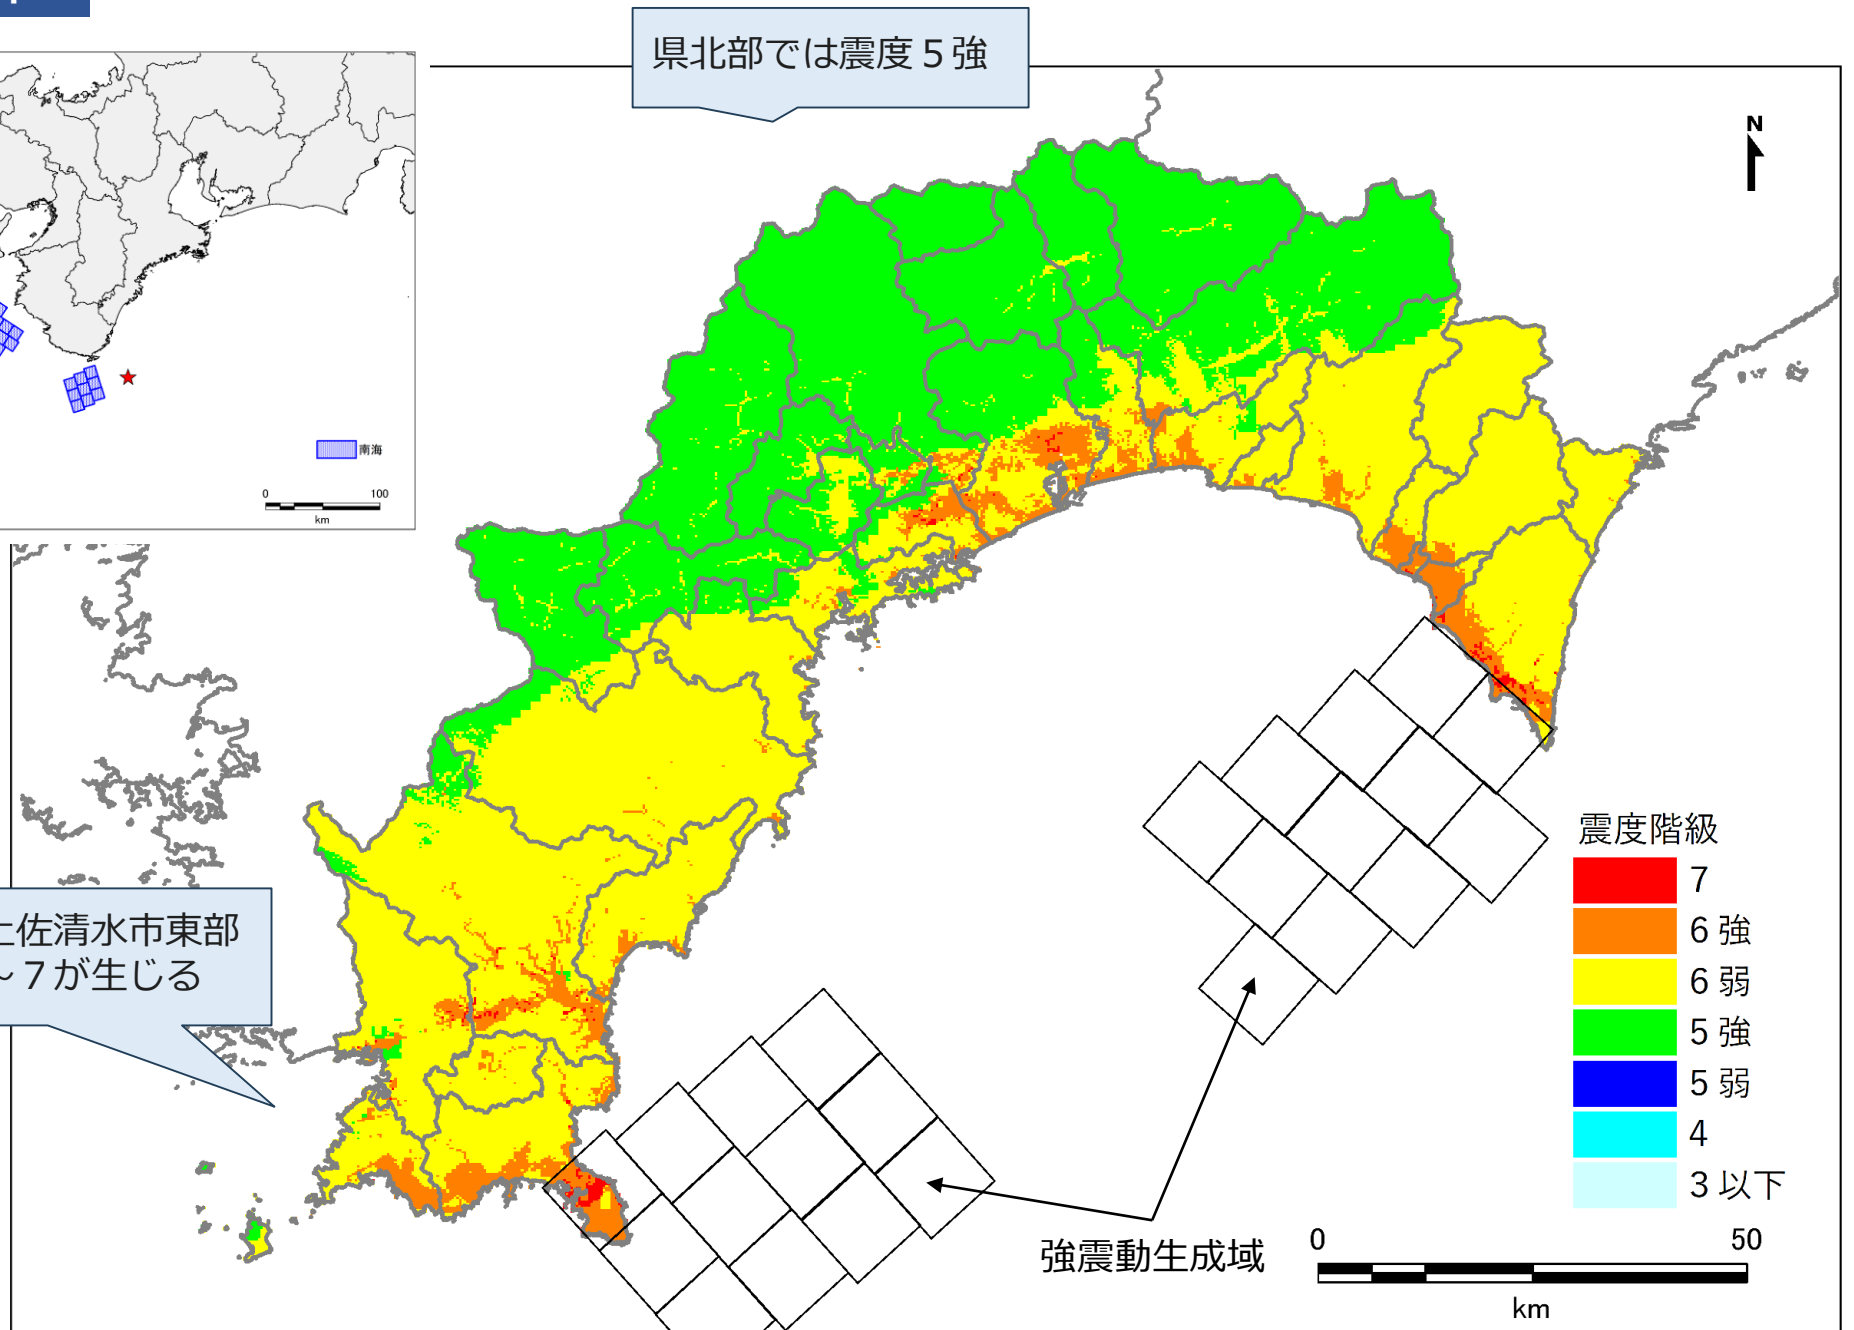 県北部では震度５強
N
南海
0 100
km
土佐清水市東部
～７が生じる
震度階級
7
6 強
6 弱
5 強
5 弱
4
3 以下
強震動生成域
0 50
km